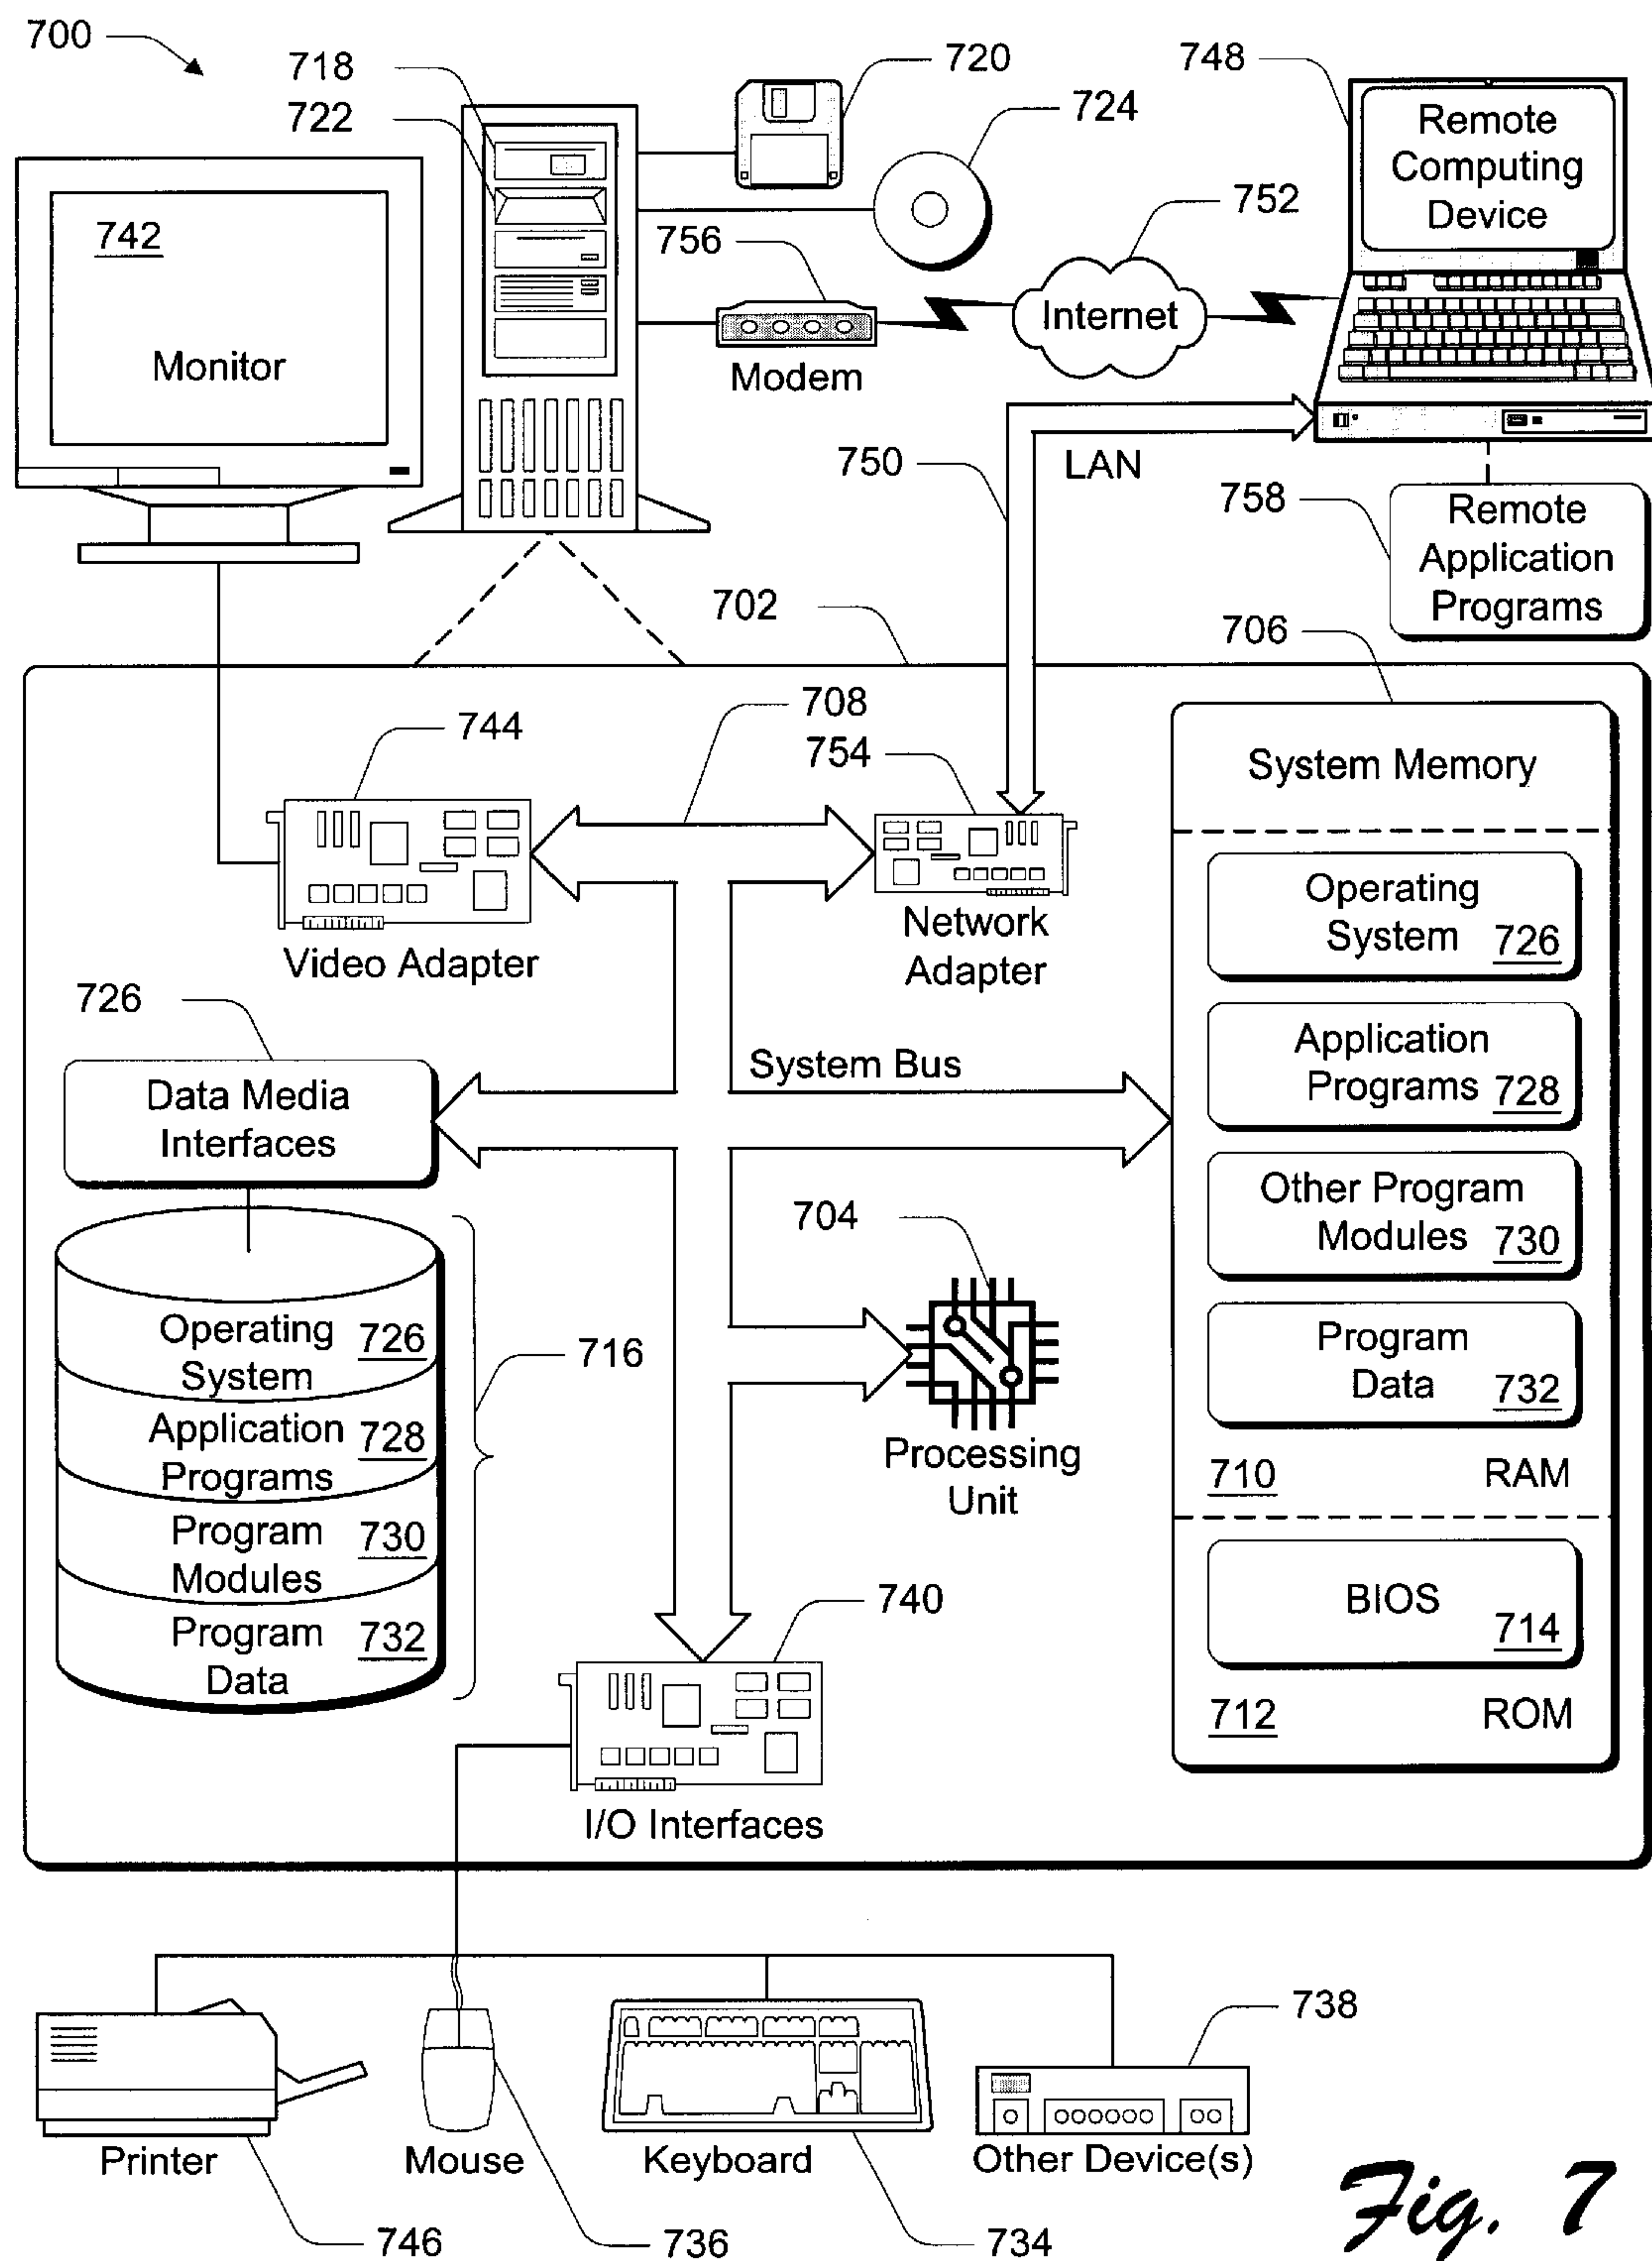 700
718
722
720
724
748
Remote
Computing
Device
742
Monitor
756
752
Internet
Modem
750
LAN
758
Remote
Application
Programs
702
706
744
708
754
System Memory
Operating
System 726
Video Adapter
Network
Adapter
726
Application
Programs 728
System Bus
Data Media
Interfaces
Other Program
Modules 730
704
Operating
System 726
716
Program
Data 732
Application
Programs 728
Processing
Unit
710 RAM
Program
Modules 730
BIOS
714
740
Program
Data 732
712 ROM
I/O Interfaces
738
Printer
Mouse
Keyboard
Other Device(s)
746
736
734
Fig. 7